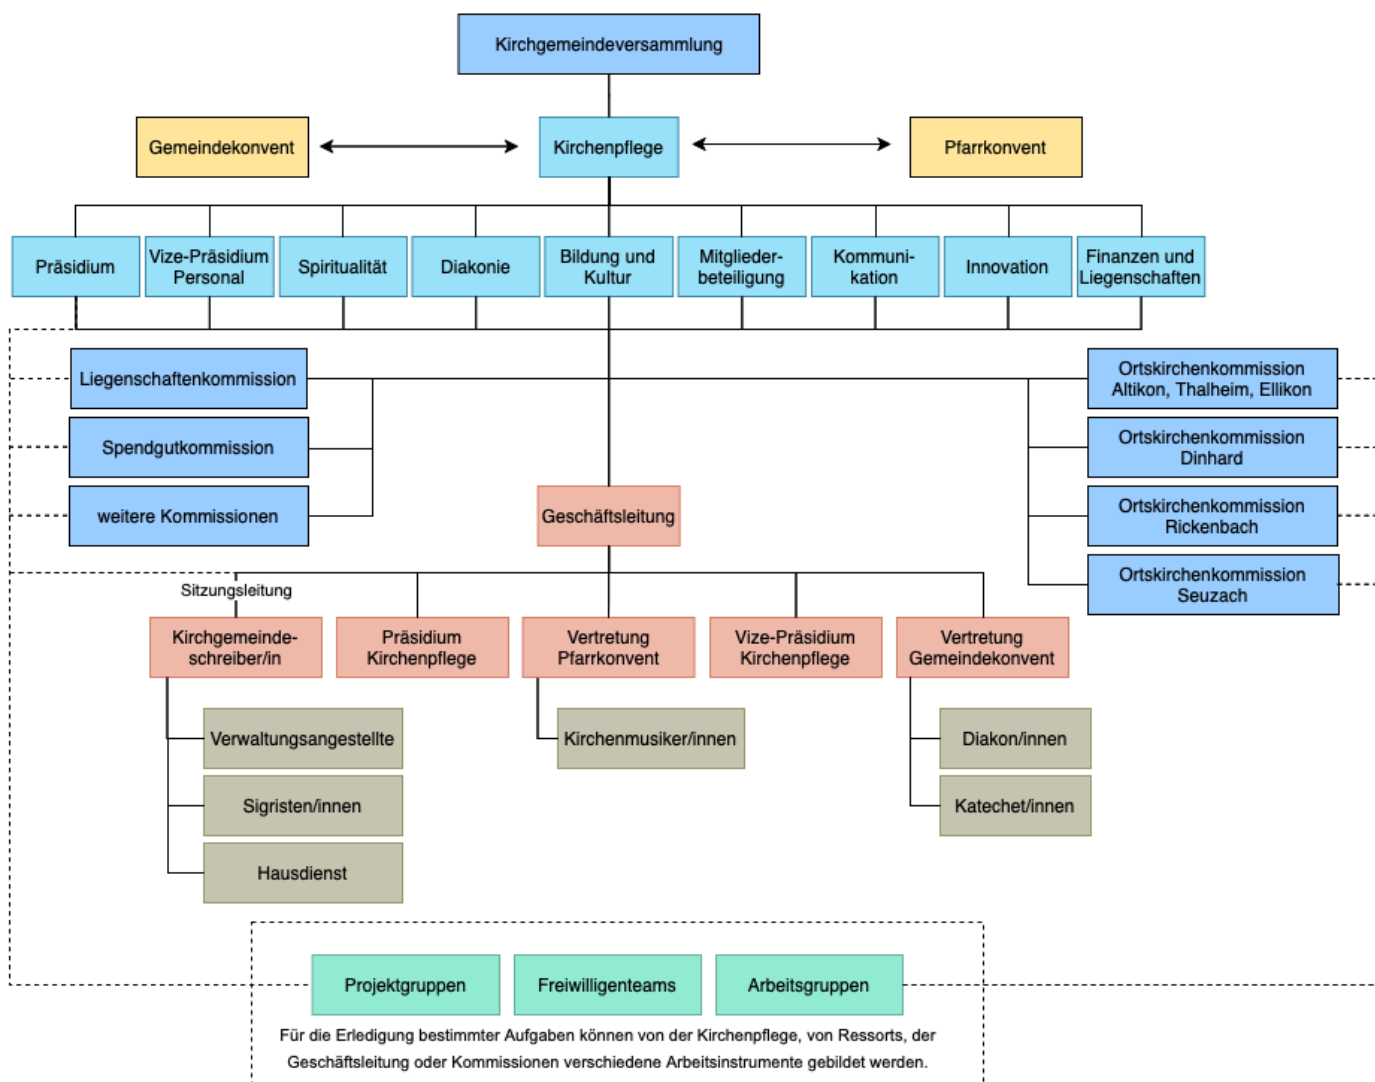 Kirchgemeindeversammlung
Gemeindekonvent
Kirchenpflege
Pfarrkonvent
Präsidium
Vize-Präsidium
Personal
Spiritualität
Diakonie
Bildung und
Kultur
Mitglieder-
beteiligung
Kommuni-
kation
Innovation
Finanzen und
Liegenschaften
Liegenschaftenkommission
Spendgutkommission
weitere Kommissionen
Ortskirchenkommission
Altikon, Thalheim, Ellikon
Ortskirchenkommission
Dinhard
Ortskirchenkommission
Rickenbach
Ortskirchenkommission
Seuzach
Geschäftsleitung
Sitzungsleitung
Kirchgemeinde-
schreiber/in
Präsidium
Kirchenpflege
Vertretung
Pfarrkonvent
Vize-Präsidium
Kirchenpflege
Vertretung
Gemeindekonvent
Verwaltungsangestellte
Sigristen/innen
Hausdienst
Kirchenmusiker/innen
Diakon/innen
Katechet/innen
Projektgruppen
Freiwilligenteams
Arbeitsgruppen
Für die Erledigung bestimmter Aufgaben können von der Kirchenpflege, von Ressorts, der
Geschäftsleitung oder Kommissionen verschiedene Arbeitsinstrumente gebildet werden.